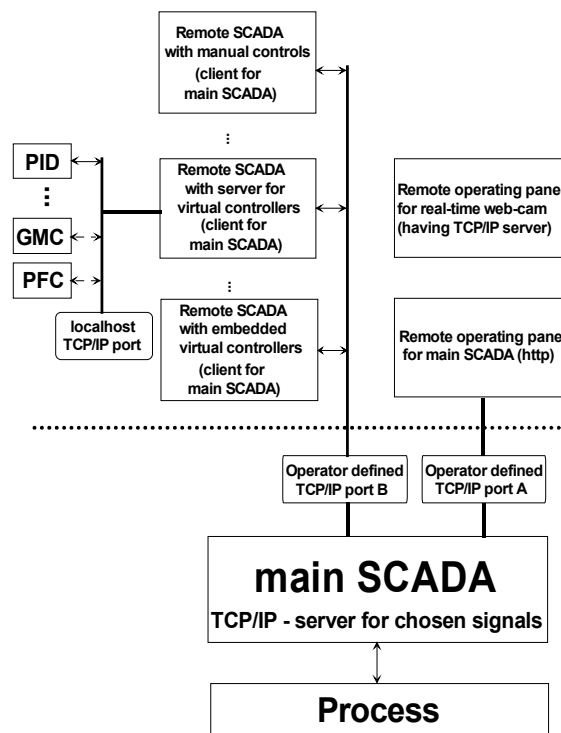 Remote SCADA
with manual controls
(client for
main SCADA)
...
PID
...
GMC
PFC
localhost
TCP/IP port
Remote SCADA
with server for
virtual controllers
(client for
main SCADA)
...
Remote SCADA
with embedded
virtual controllers
(client for
main SCADA)
Remote operating pane
for real-time web-cam
(having TCP/IP server)
Remote operating pane
for main SCADA (http)
Operator defined
TCP/IP port B
Operator defined
TCP/IP port A
main SCADA
TCP/IP - server for chosen signals
Process